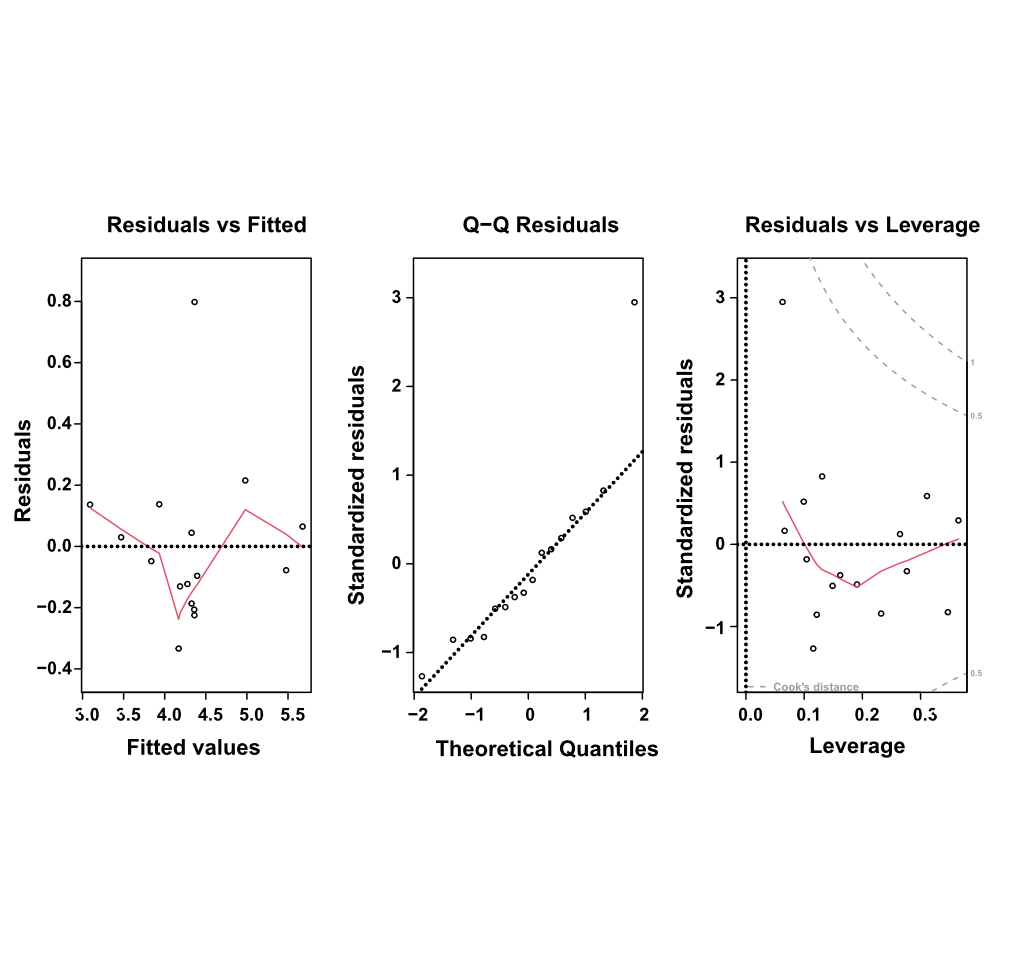 Residuals vs Fitted
Residuals
0.8
0.6
0.4
0.2
0.0
−0.2
−0.4
3.0 3.5 4.0 4.5 5.0 5.5
Fitted values
Q−Q Residuals
Standardized residuals
3
2
1
0
−1
−2 −1 0 1 2
Theoretical Quantiles
Residuals vs Leverage
Standardized residuals
3
2
1
0
−1
1
0.5
0.5
Cook's distance
0.0 0.1 0.2 0.3
Leverage